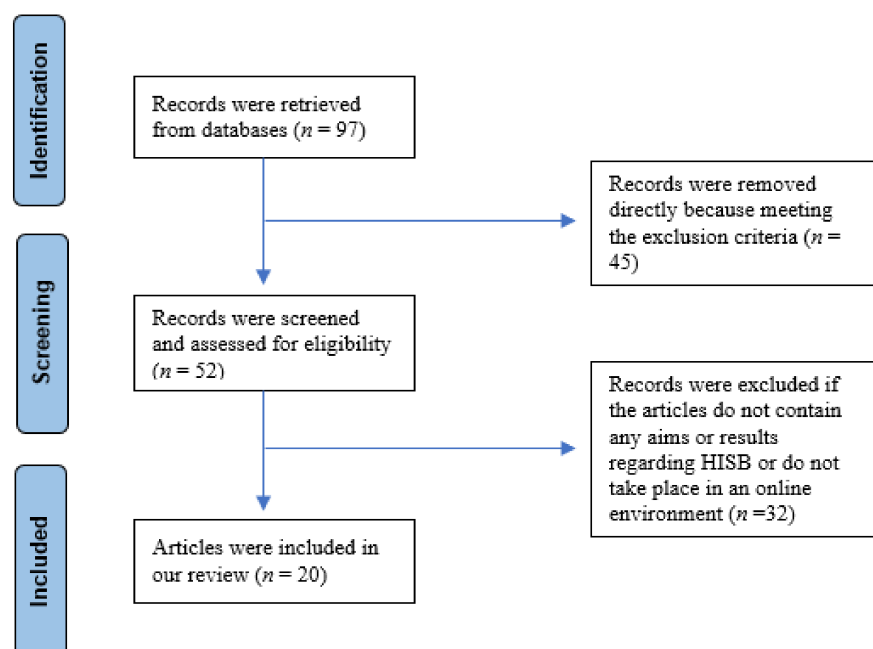 Identification
Records were retrieved
from databases (n = 97)
Records were removed
directly because meeting
the exclusion criteria (n =
45)
Screening
Records were screened
and assessed for eligibility
(n = 52)
Records were excluded if
the articles do not contain
any aims or results
regarding HISB or do not
take place in an online
environment (n =32)
Included
Articles were included in
our review (n = 20)